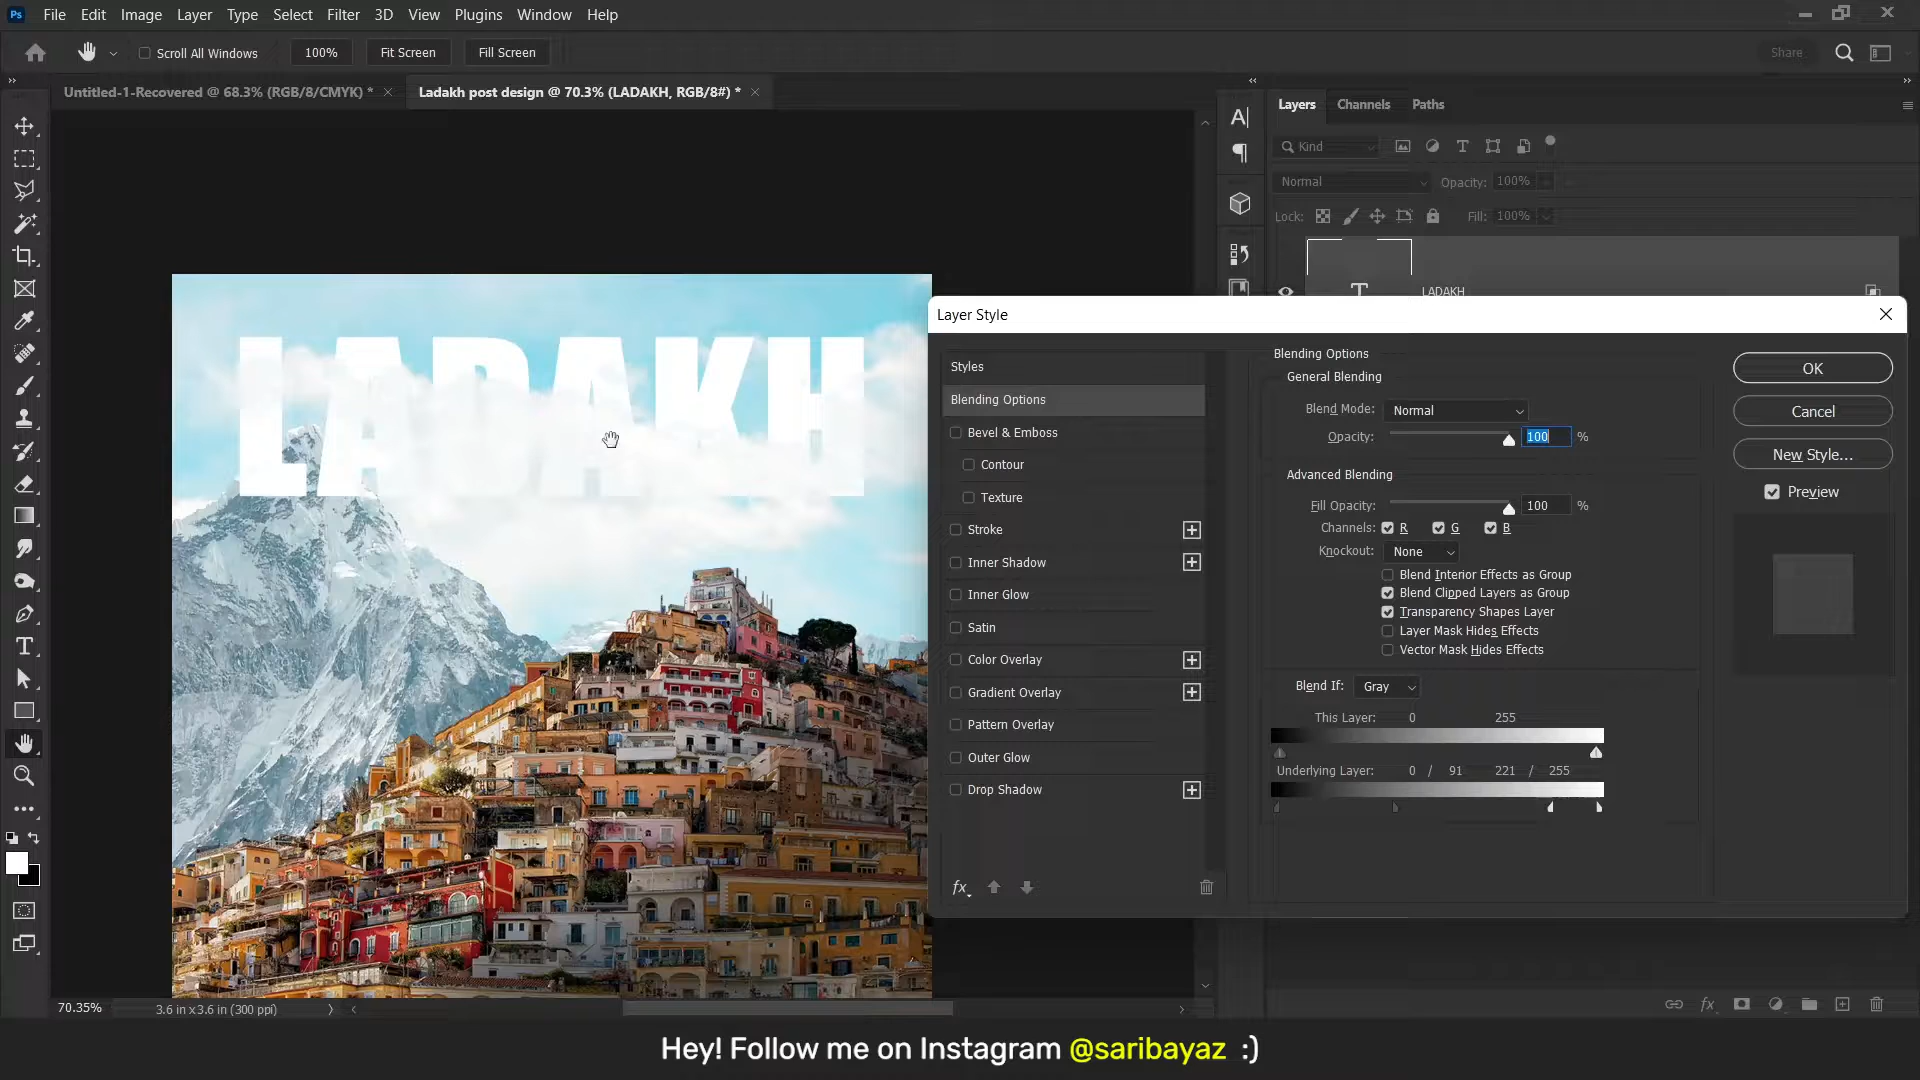 Ps File Edit Image Layer Type Select Filter 3D View Plugins Window Help
Scroll All Windows 100% Fit Screen Fill Screen Share
Untitled-1-Recovered @ 68.3% (RGB/8/CMYK) * × Ladakh post design @ 70.3% (LADAKH, RGB/8#) * ×
Layers Channels Paths
Kind
Normal Opacity: 100%
Lock: Fill: 100%
LADAKH
LADAKH
Layer Style
Styles
Blending Options
Bevel & Emboss
Contour
Texture
Stroke
Inner Shadow
Inner Glow
Satin
Color Overlay
Gradient Overlay
Pattern Overlay
Outer Glow
Drop Shadow
fx
Blending Options
General Blending
Blend Mode: Normal
Opacity: 100 %
Advanced Blending
Fill Opacity: 100 %
Channels: R G B
Knockout: None
Blend Interior Effects as Group
Blend Clipped Layers as Group
Transparency Shapes Layer
Layer Mask Hides Effects
Vector Mask Hides Effects
Blend If: Gray
This Layer: 0 255
Underlying Layer: 0 / 91 221 / 255
OK
Cancel
New Style...
Preview
70.35% 3.6 in x 3.6 in (300 ppi)
fx
Hey! Follow me on Instagram @saribayaz :)